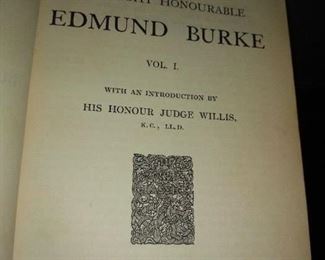 HONOURABLE
EDMUND BURKE
VOL. I.
WITH AN INTRODUCTION BY
HIS HONOUR JUDGE WILLIS,
K.C., LL.D.